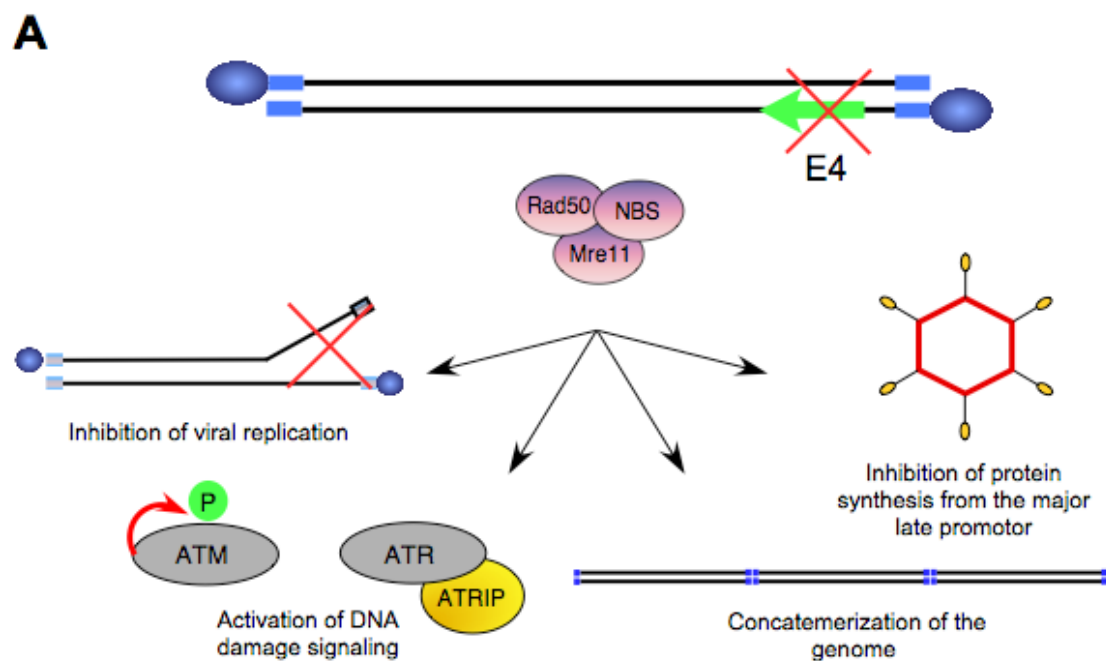 A
E4
Rad50
NBS
Mre11
Inhibition of viral replication
Inhibition of protein
synthesis from the major
late promotor
P
ATM
ATR
ATRIP
Activation of DNA
damage signaling
Concatemerization of the
genome